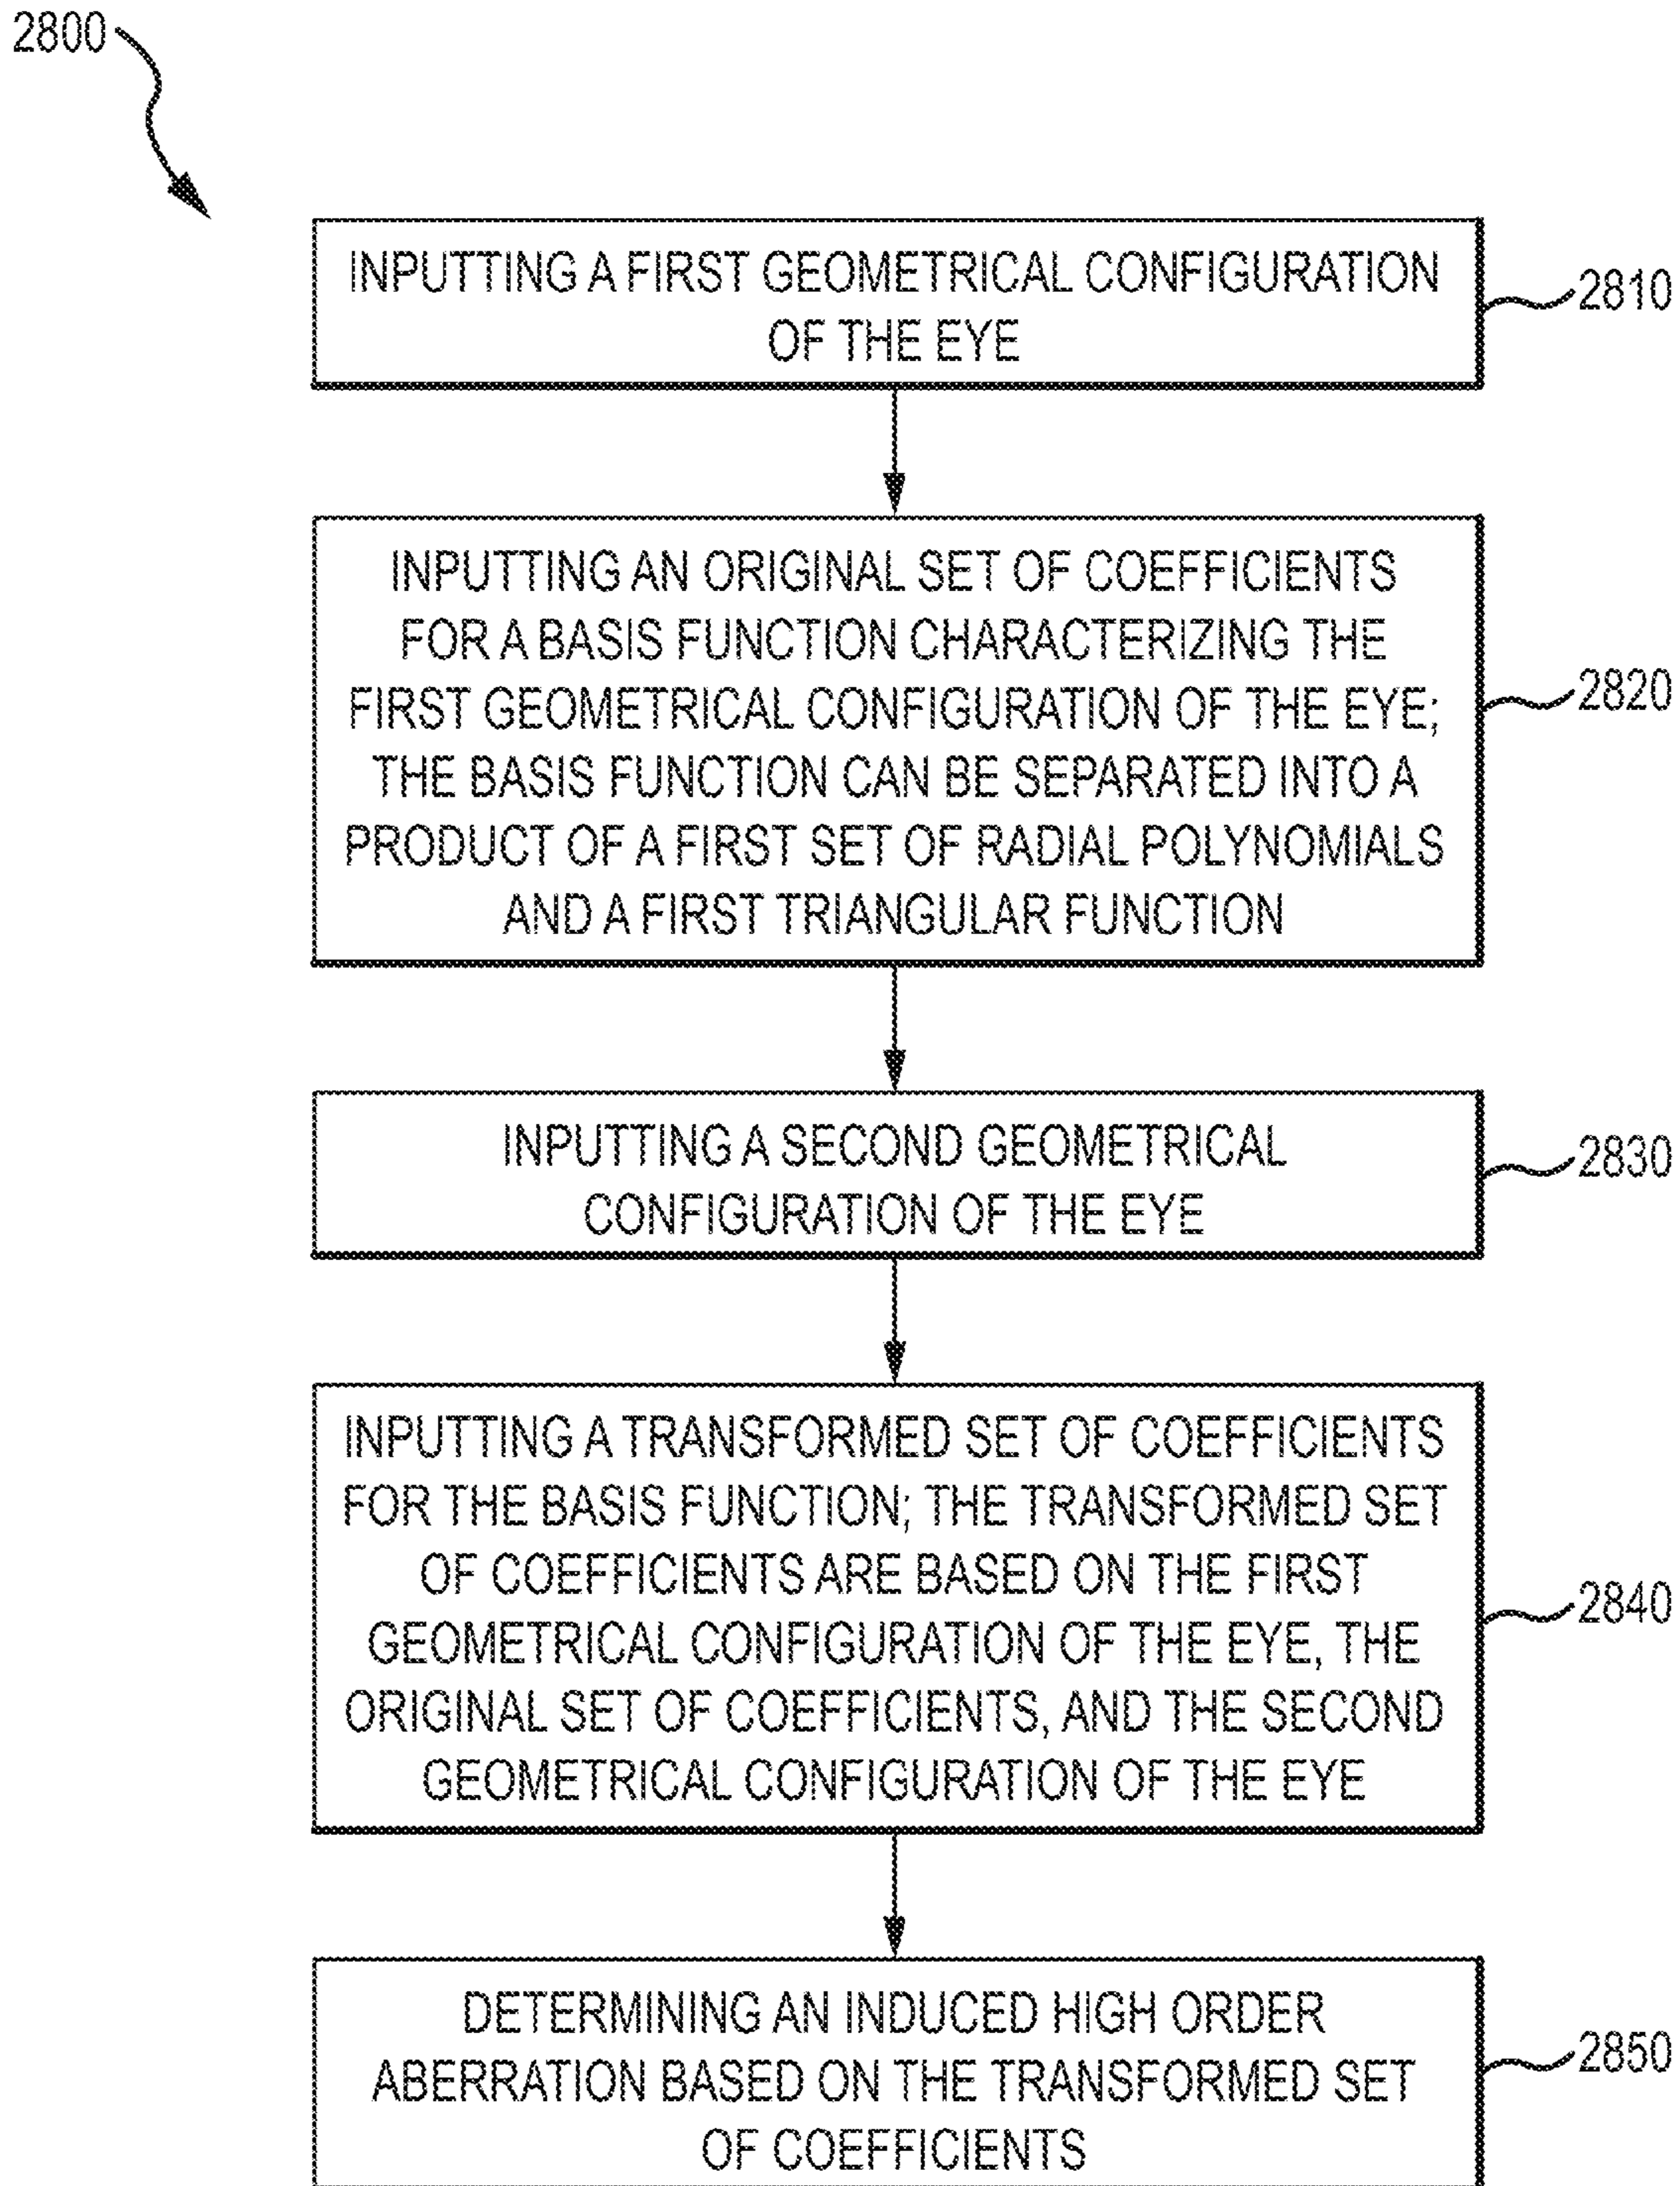 2800
INPUTTING A FIRST GEOMETRICAL CONFIGURATION
OF THE EYE
2810
INPUTTING AN ORIGINAL SET OF COEFFICIENTS
FOR A BASIS FUNCTION CHARACTERIZING THE
FIRST GEOMETRICAL CONFIGURATION OF THE EYE;
THE BASIS FUNCTION CAN BE SEPARATED INTO A
PRODUCT OF A FIRST SET OF RADIAL POLYNOMIALS
AND A FIRST TRIANGULAR FUNCTION
2820
INPUTTING A SECOND GEOMETRICAL
CONFIGURATION OF THE EYE
2830
INPUTTING A TRANSFORMED SET OF COEFFICIENTS
FOR THE BASIS FUNCTION; THE TRANSFORMED SET
OF COEFFICIENTS ARE BASED ON THE FIRST
GEOMETRICAL CONFIGURATION OF THE EYE, THE
ORIGINAL SET OF COEFFICIENTS, AND THE SECOND
GEOMETRICAL CONFIGURATION OF THE EYE
2840
DETERMINING AN INDUCED HIGH ORDER
ABERRATION BASED ON THE TRANSFORMED SET
OF COEFFICIENTS
2850